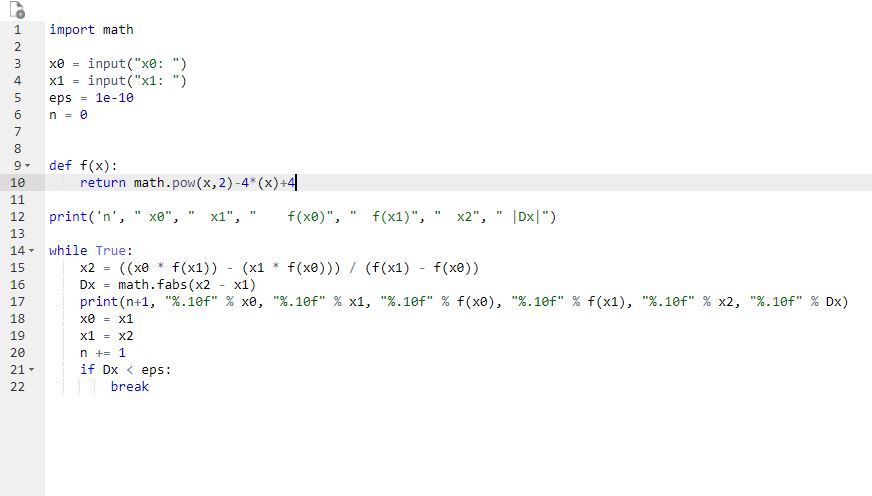 1 import math
2
3 x0 = input("x0: ")
4 x1 = input("x1: ")
5 eps = 1e-10
6 n = 0
7
8
9 def f(x):
10 return math.pow(x,2)-4*(x)+4
11
12 print('n', " x0", "  x1", "    f(x0)", "  f(x1)", "  x2", " |Dx|")
13
14 while True:
15 x2 = ((x0 * f(x1)) - (x1 * f(x0))) / (f(x1) - f(x0))
16 Dx = math.fabs(x2 - x1)
17 print(n+1, "%.10f" % x0, "%.10f" % x1, "%.10f" % f(x0), "%.10f" % f(x1), "%.10f" % x2, "%.10f" % Dx)
18 x0 = x1
19 x1 = x2
20 n += 1
21 if Dx < eps:
22 break